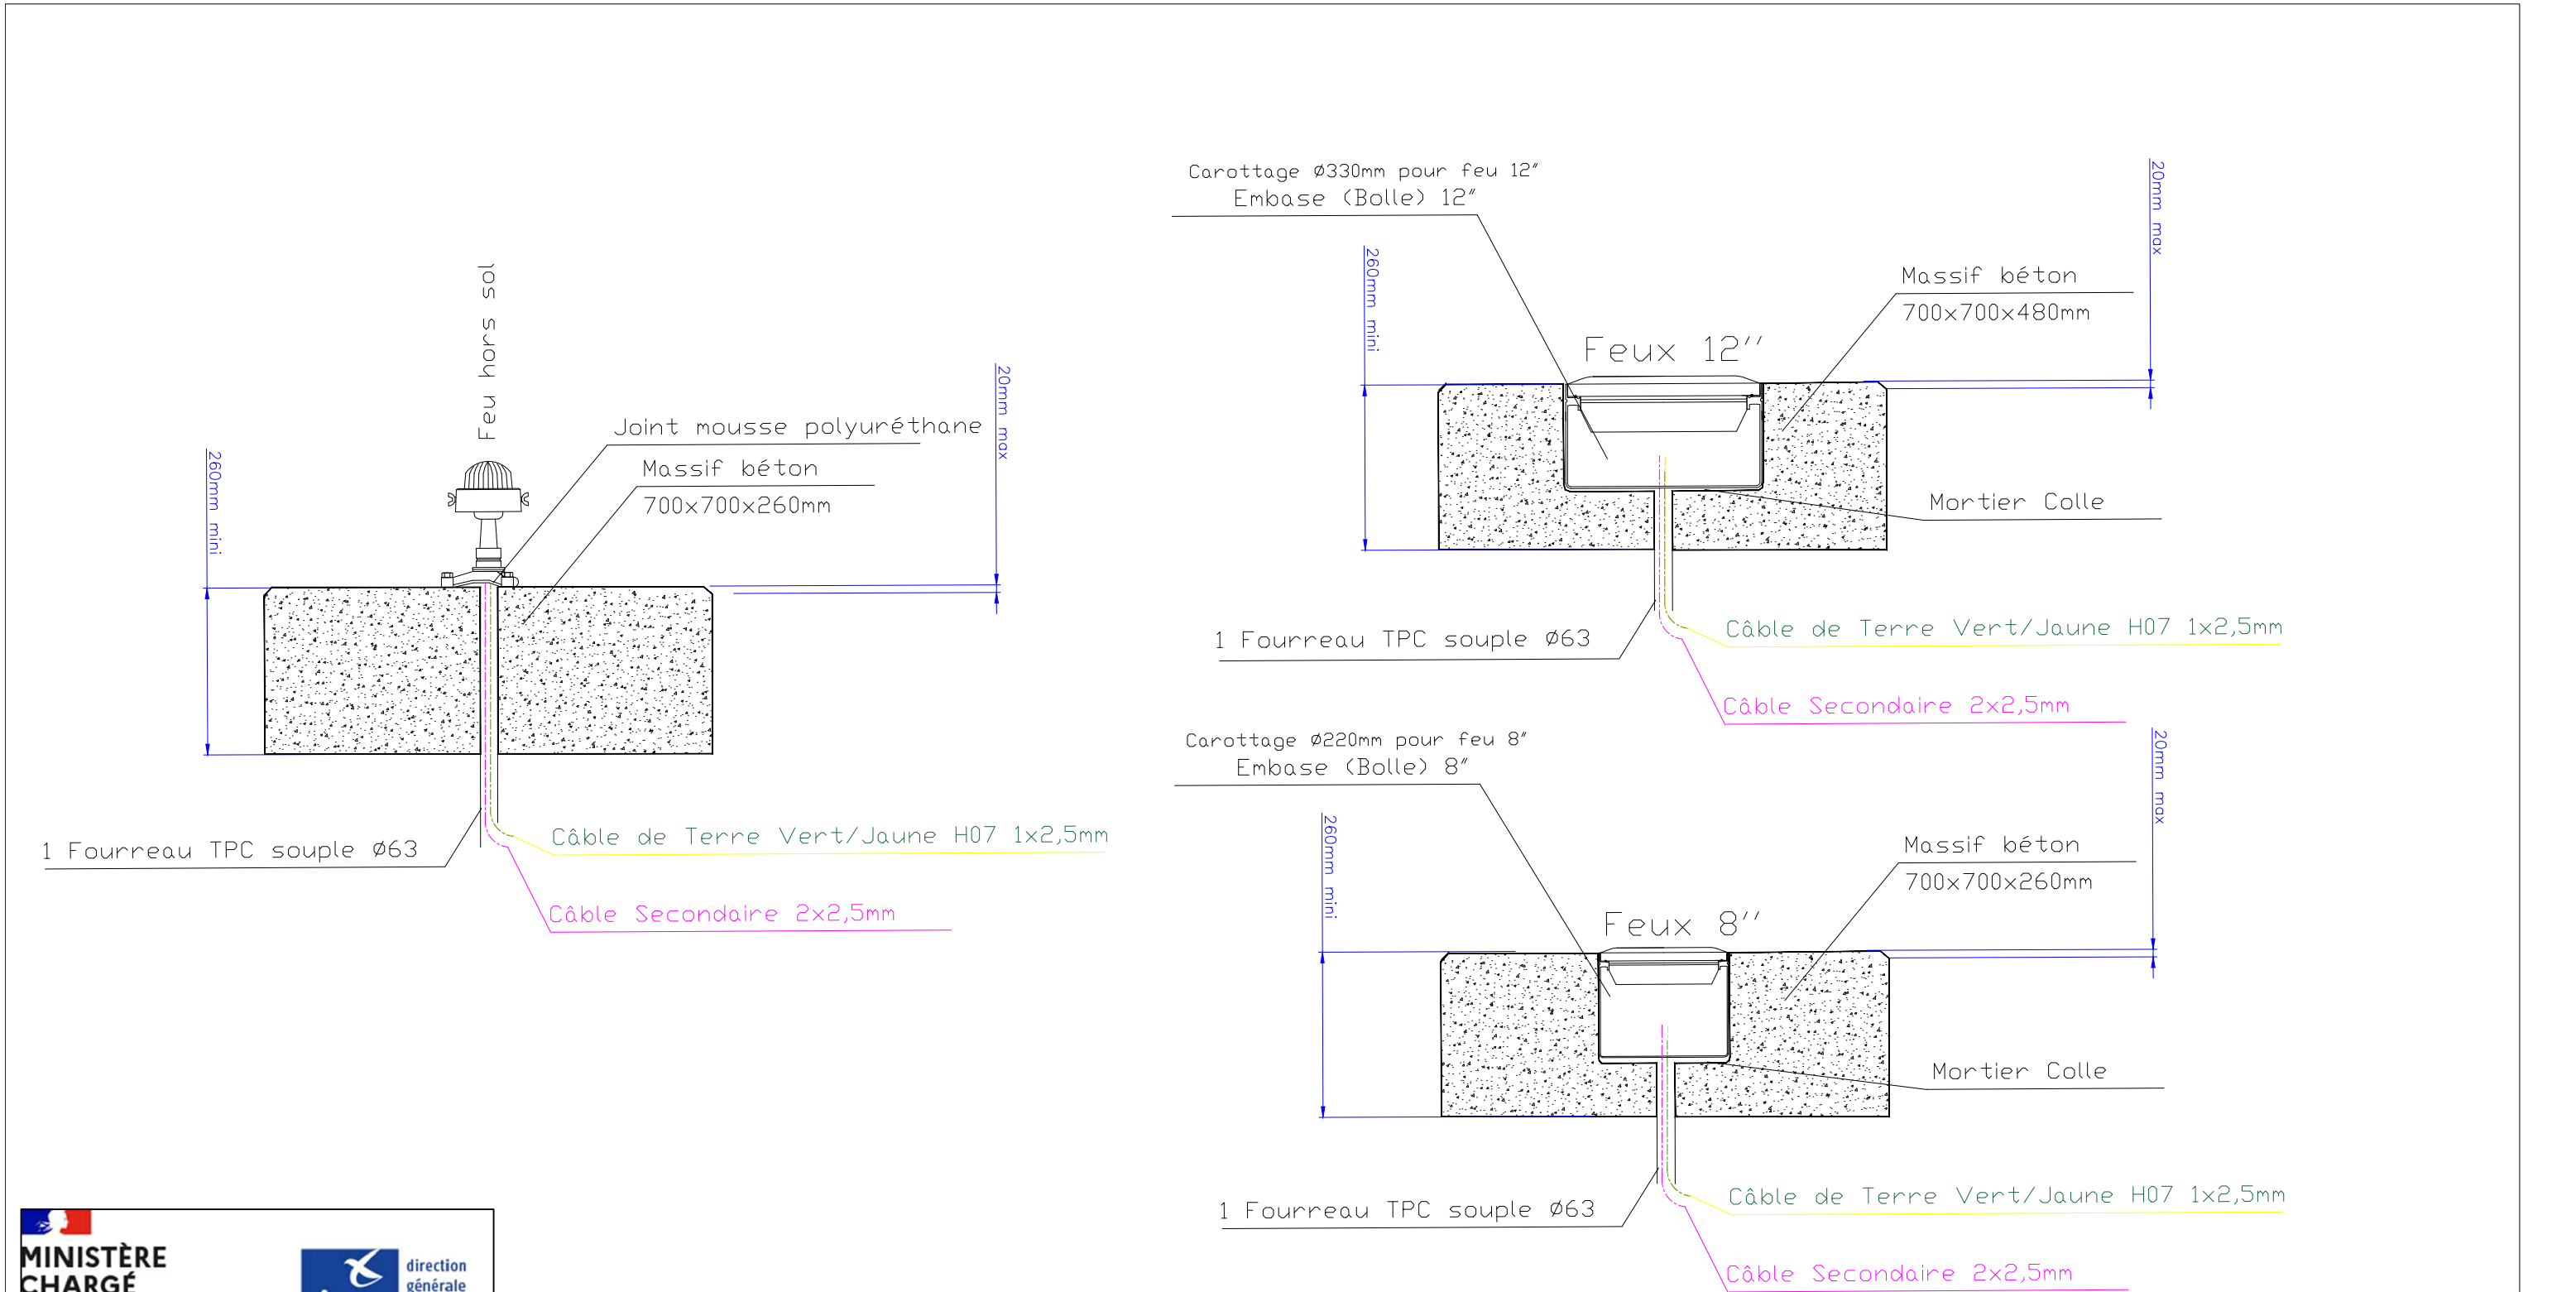 Feu hors sol
260mm mini
20mm max
Joint mousse polyuréthane
Massif béton
700x700x260mm
1 Fourreau TPC souple Ø63
Câble de Terre Vert/Jaune H07 1x2,5mm
Câble Secondaire 2x2,5mm
Carottage Ø330mm pour feu 12"
Embase (Bolle) 12"
260mm mini
20mm max
Massif béton
700x700x480mm
Feux 12''
Mortier Colle
1 Fourreau TPC souple Ø63
Câble de Terre Vert/Jaune H07 1x2,5mm
Câble Secondaire 2x2,5mm
Carottage Ø220mm pour feu 8"
Embase (Bolle) 8"
260mm mini
20mm max
Massif béton
700x700x260mm
Feux 8''
Mortier Colle
1 Fourreau TPC souple Ø63
Câble de Terre Vert/Jaune H07 1x2,5mm
Câble Secondaire 2x2,5mm
MINISTÈRE
CHARGÉ
direction
générale